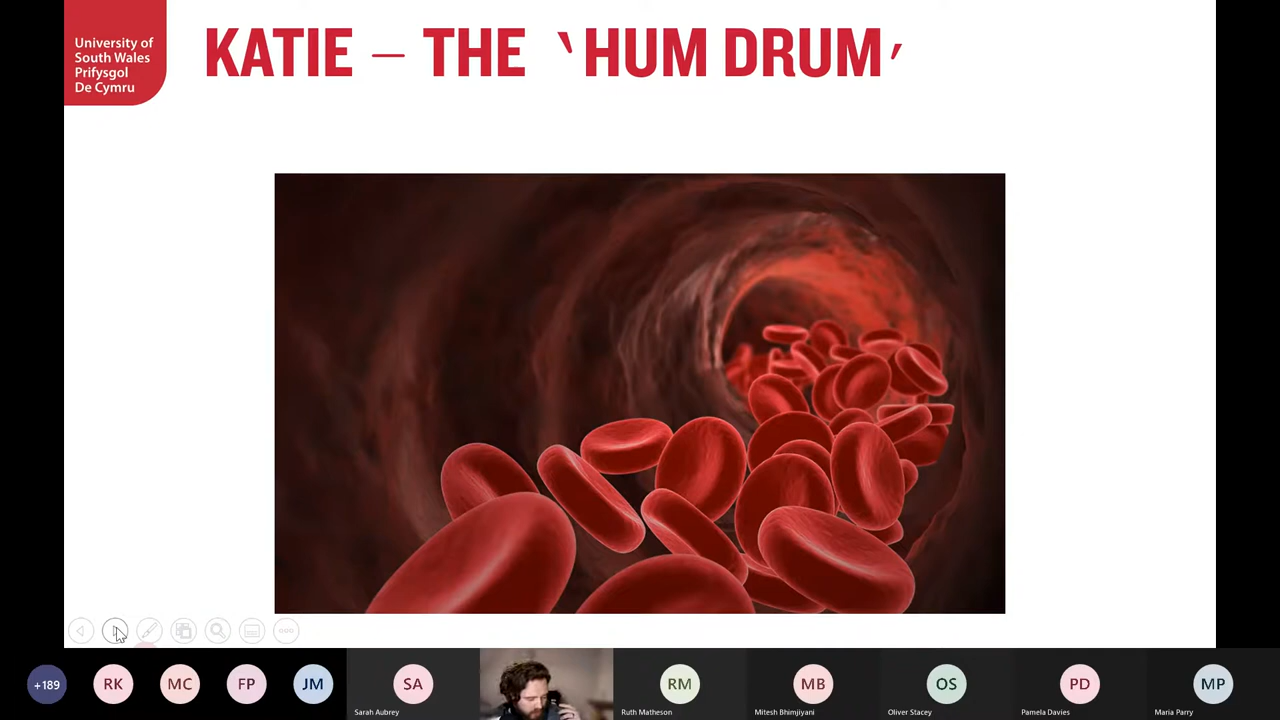 University of
South Wales
Prifysgol
De Cymru
KATIE – THE ‵HUM DRUM′
+189
RK
MC
FP
JM
SA
Sarah Aubrey
RM
Ruth Matheson
MB
Mitesh Bhimjiyani
OS
Oliver Stacey
PD
Pamela Davies
MP
Maria Parry